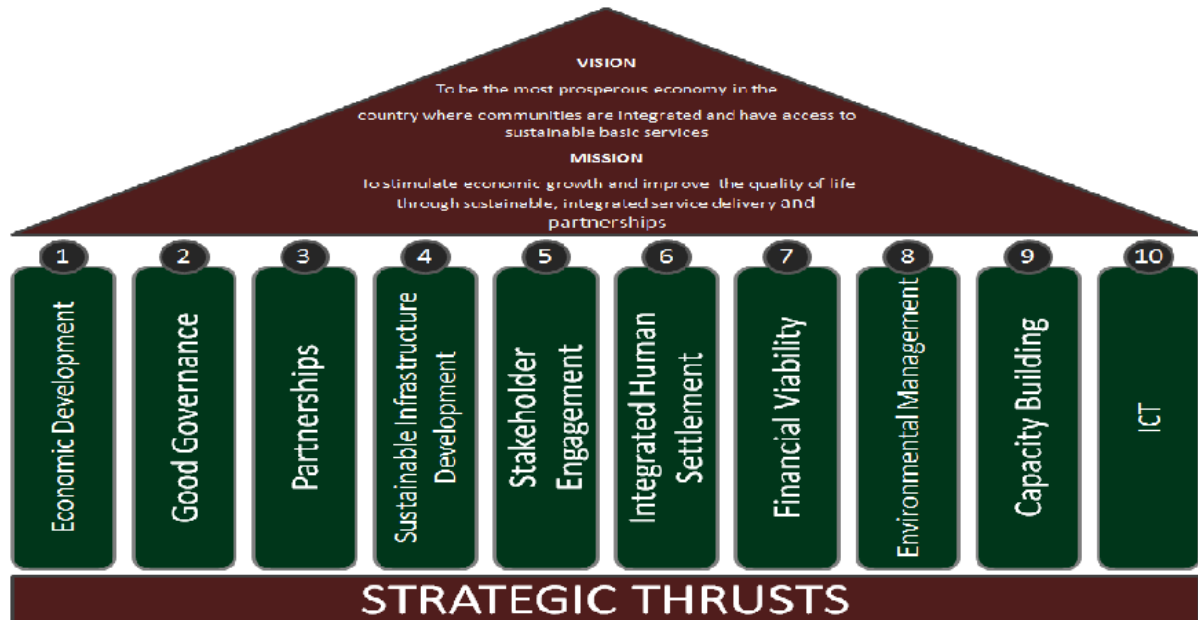 VISION
To be the most prosperous economy in the
country where communities are integrated and have access to
sustainable basic services
MISSION
To stimulate economic growth and improve the quality of life
through sustainable, integrated service delivery and
partnerships
1
Economic Development
2
Good Governance
3
Partnerships
4
Sustainable Infrastructure
Development
5
Stakeholder
Engagement
6
Integrated Human
Settlement
7
Financial Viability
8
Environmental Management
9
Capacity Building
10
ICT
STRATEGIC THRUSTS